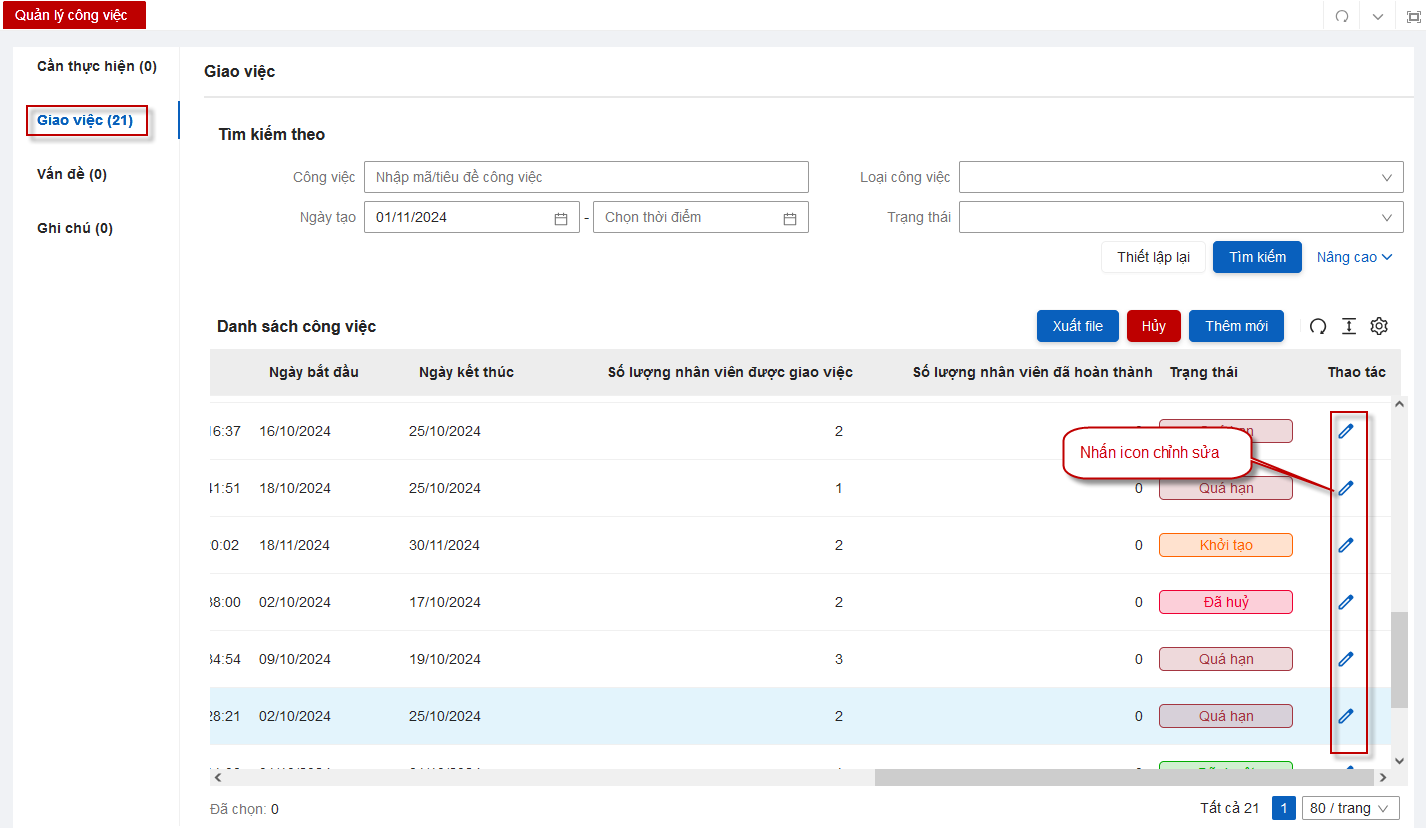 Quản lý công việc
Cần thực hiện (0)
Giao việc (21)
Vấn đề (0)
Ghi chú (0)
Giao việc
Tìm kiếm theo
Công việc Nhập mã/tiêu đề công việc Loại công việc
Ngày tạo 01/11/2024 - Chọn thời điểm Trạng thái
Thiết lập lại Tìm kiếm Nâng cao
Danh sách công việc Xuất file Hủy Thêm mới
Ngày bắt đầu Ngày kết thúc Số lượng nhân viên được giao việc Số lượng nhân viên đã hoàn thành Trạng thái Thao tác
16:37 16/10/2024 25/10/2024 2
Nhấn icon chỉnh sửa
41:51 18/10/2024 25/10/2024 1 0 Quá hạn
0:02 18/11/2024 30/11/2024 2 0 Khởi tạo
38:00 02/10/2024 17/10/2024 2 0 Đã huỷ
34:54 09/10/2024 19/10/2024 3 0 Quá hạn
28:21 02/10/2024 25/10/2024 2 0 Quá hạn
Đã chọn: 0 Tất cả 21 1 80 / trang